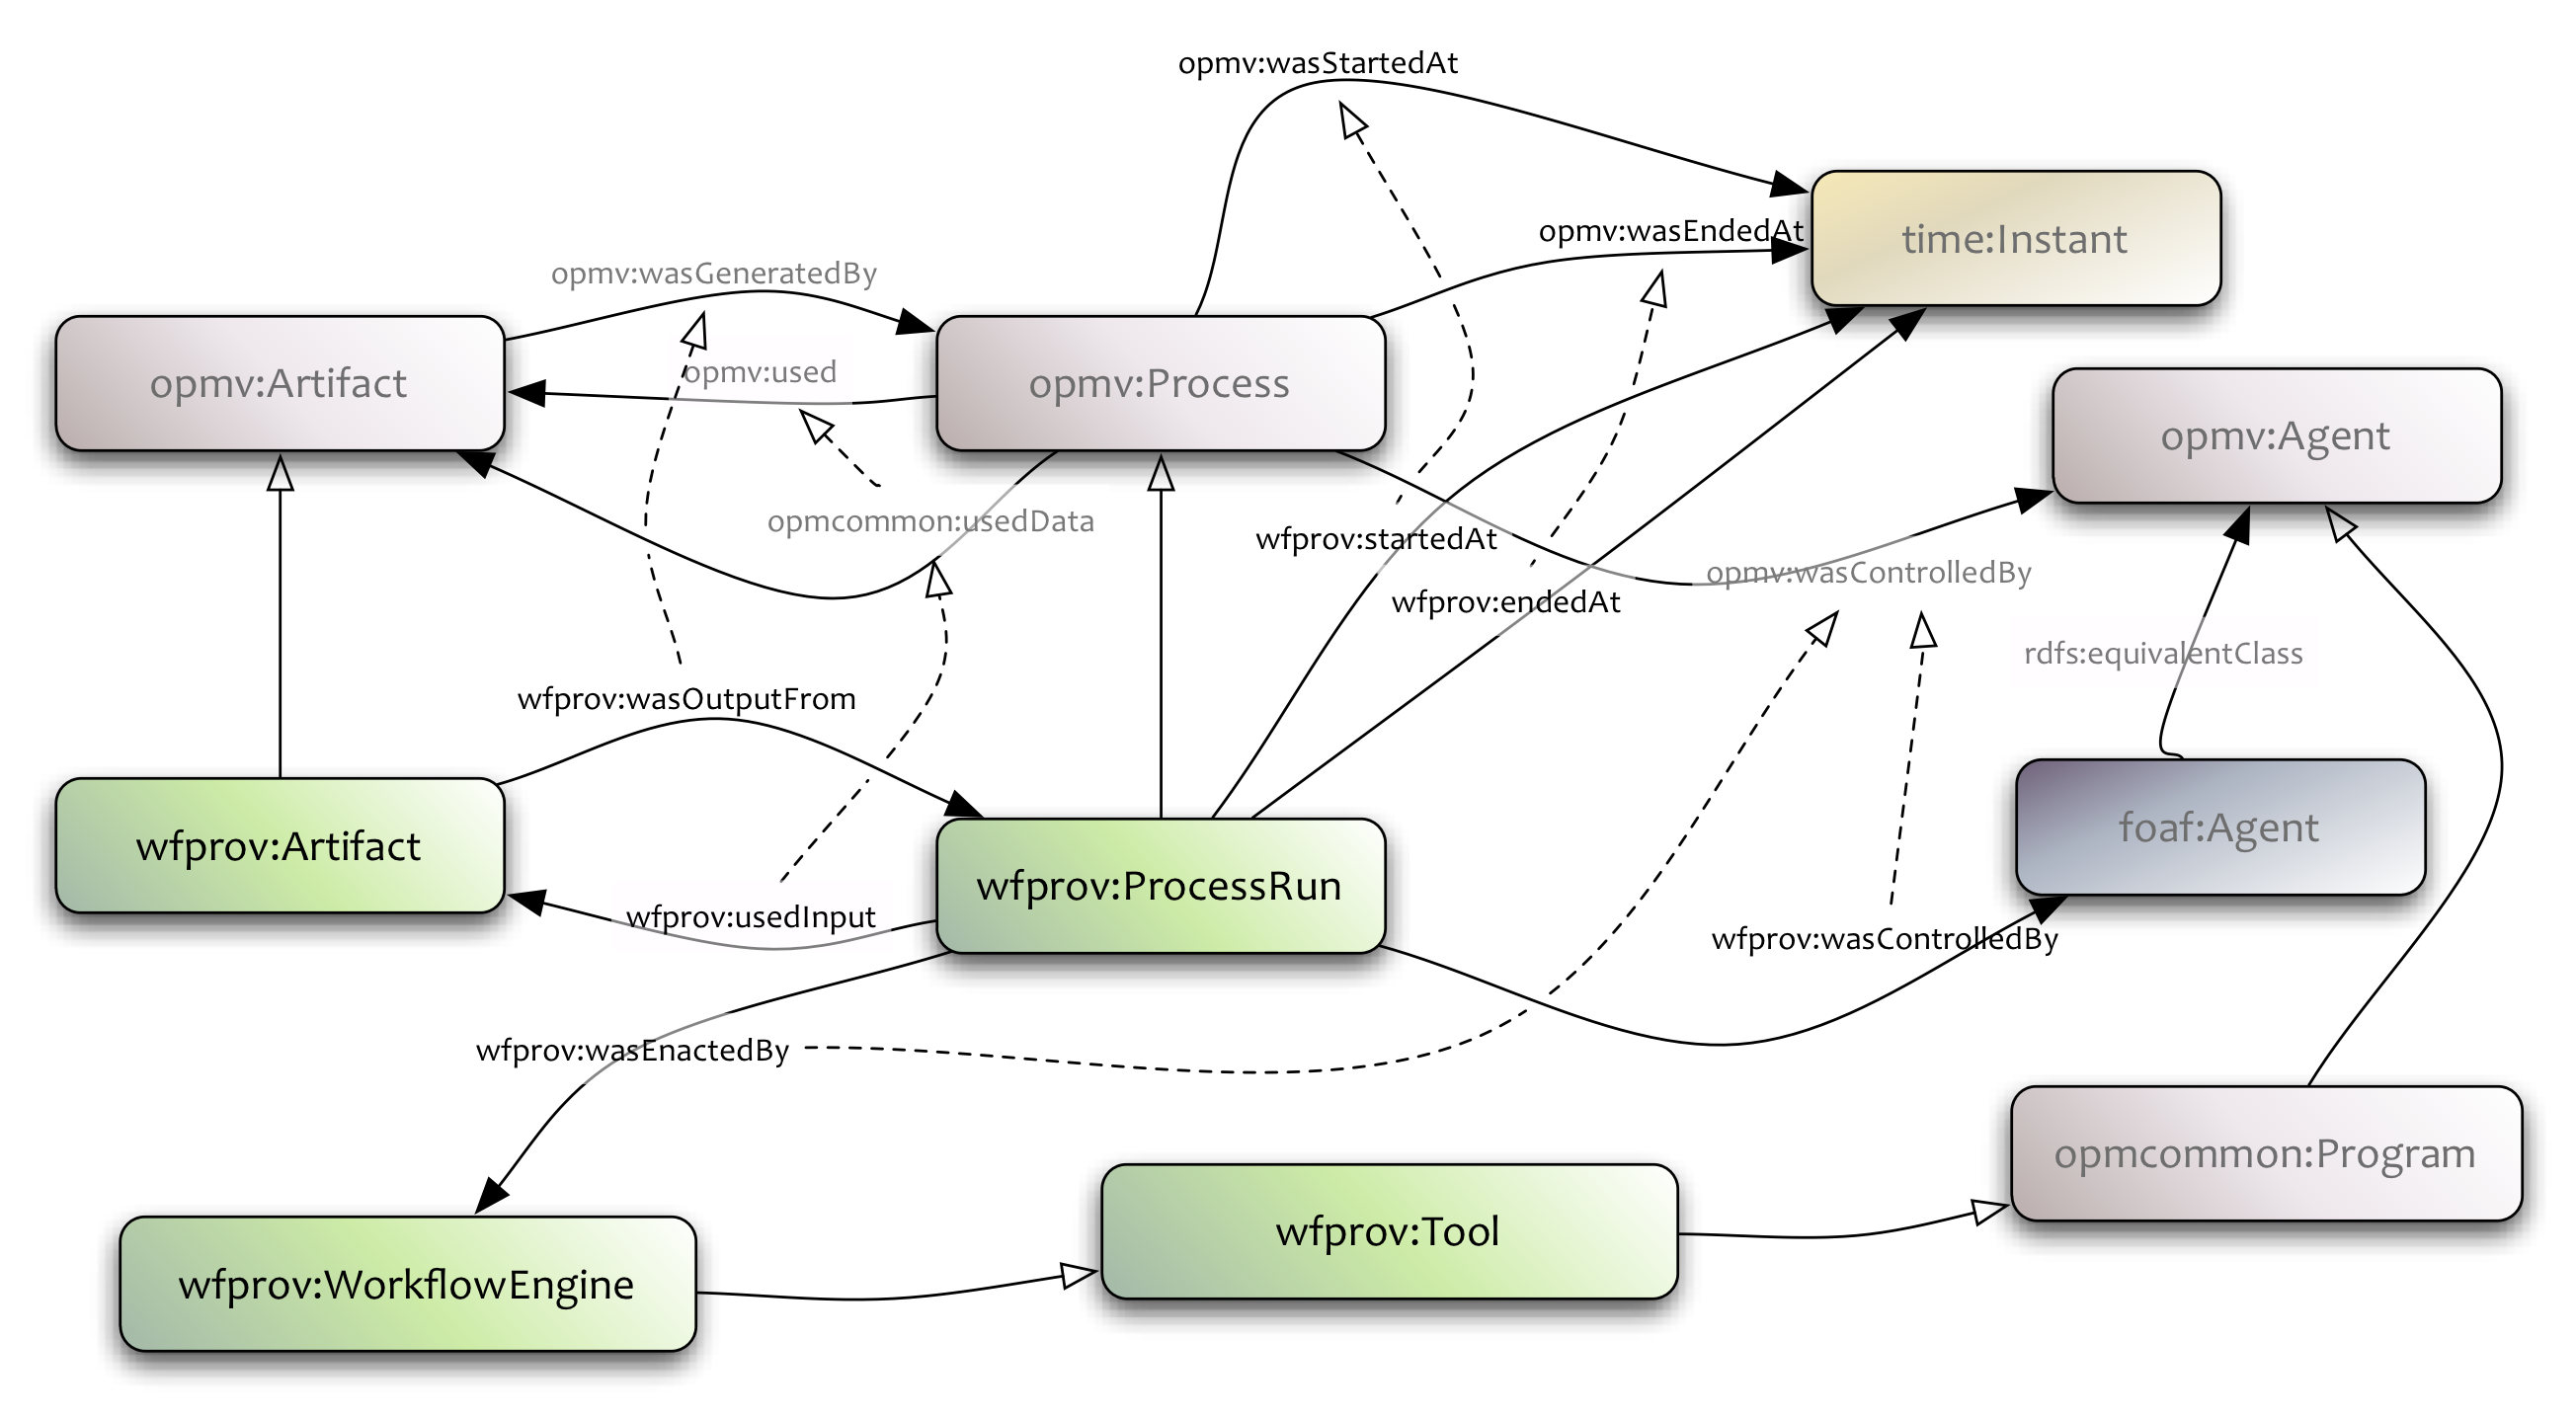 opmv:wasStartedAt
opmv:wasEndedAt
time:Instant
opmv:wasGeneratedBy
opmv:Artifact
opmv:used
opmv:Process
opmv:Agent
opmcommon:usedData
wfprov:startedAt
opmv:wasControlledBy
wfprov:endedAt
rdfs:equivalentClass
wfprov:wasOutputFrom
foaf:Agent
wfprov:Artifact
wfprov:ProcessRun
wfprov:usedInput
wfprov:wasControlledBy
wfprov:wasEnactedBy
opmcommon:Program
wfprov:Tool
wfprov:WorkflowEngine